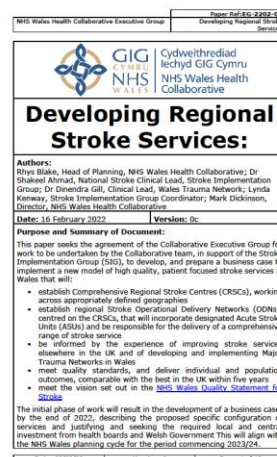 Paper Ref:EG-2202-0
NHS Wales Health Collaborative Executive Group
Developing Regional Strok
Service
GIG
CYMRU
NHS
WALES
Cydweithrediad
Iechyd GIG Cymru
NHS Wales Health
Collaborative
Developing Regional
Stroke Services:
Authors:
Rhys Blake, Head of Planning, NHS Wales Health Collaborative; Dr
Shakeel Ahmad, National Stroke Clinical Lead, Stroke Implementation
Group; Dr Dinendra Gill, Clinical Lead, Wales Trauma Network; Lynda
Kenway, Stroke Implementation Group Coordinator; Mark Dickinson,
Director, NHS Wales Health Collaborative
Date: 16 February 2022 Version: 0c
Purpose and Summary of Document:
This paper seeks the agreement of the Collaborative Executive Group fo
work to be undertaken by the Collaborative team, in support of the Strok
Implementation Group (SIG), to develop, and prepare a business case t
implement a new model of high quality, patient focused stroke services i
Wales that will:
• establish Comprehensive Regional Stroke Centres (CRSCs), workin
across appropriately defined geographies
• establish regional Stroke Operational Delivery Networks (ODNs
centred on the CRSCs, that will incorporate designated Acute Strok
Units (ASUs) and be responsible for the delivery of a comprehensiv
range of stroke service
• be informed by the experience of improving stroke service
elsewhere in the UK and of developing and implementing Majo
Trauma Networks in Wales
• meet quality standards, and deliver individual and populatio
outcomes, comparable with the best in the UK within five years
• meet the vision set out in the NHS Wales Quality Statement fo
Stroke
The initial phase of work will result in the development of a business case
by the end of 2022, describing the proposed specific configuration o
services and justifying and seeking the required local and centra
investment from health boards and Welsh Government This will align t
the NHS Wales planning cycle for the period commencing 2023/24.